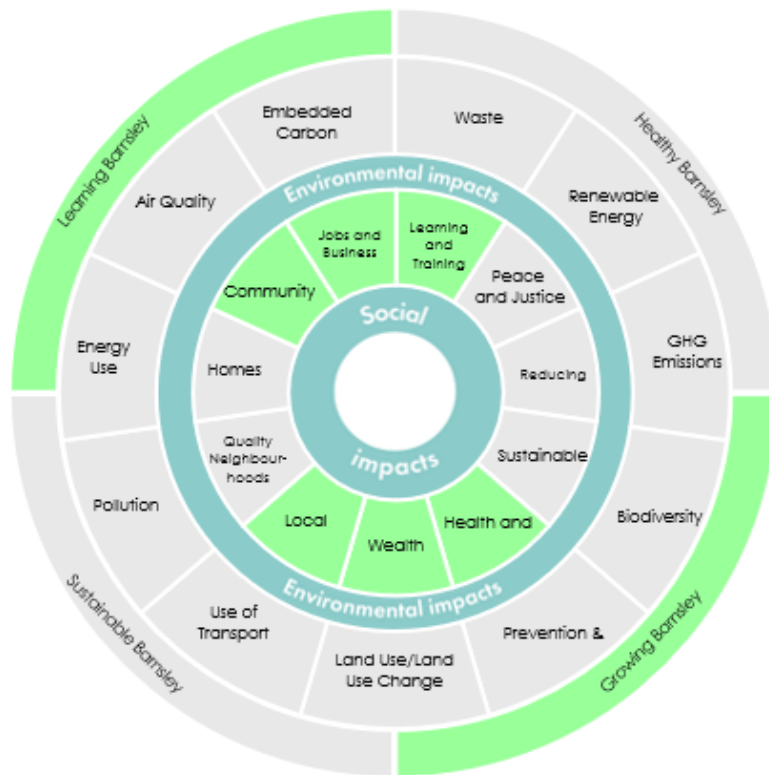 Learning Barnsley
Healthy Barnsley
Growing Barnsley
Sustainable Barnsley
Embedded
Carbon
Waste
Renewable
Energy
GHG
Emissions
Biodiversity
Prevention &
Land Use/Land
Use Change
Use of
Transport
Pollution
Energy
Use
Air Quality
Environmental impacts
Jobs and
Business
Learning
and
Training
Peace
and Justice
Reducing
Sustainable
Health and
Wealth
Local
Quality
Neighbour-
hoods
Homes
Community
Environmental impacts
Social
impacts